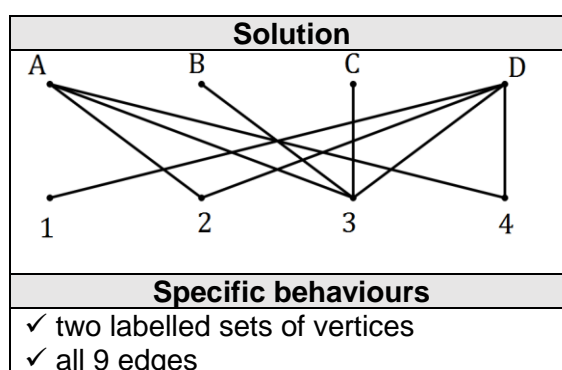 Solution
A B C D
1 2 3 4
Specific behaviours
✓ two labelled sets of vertices
✓ all 9 edges